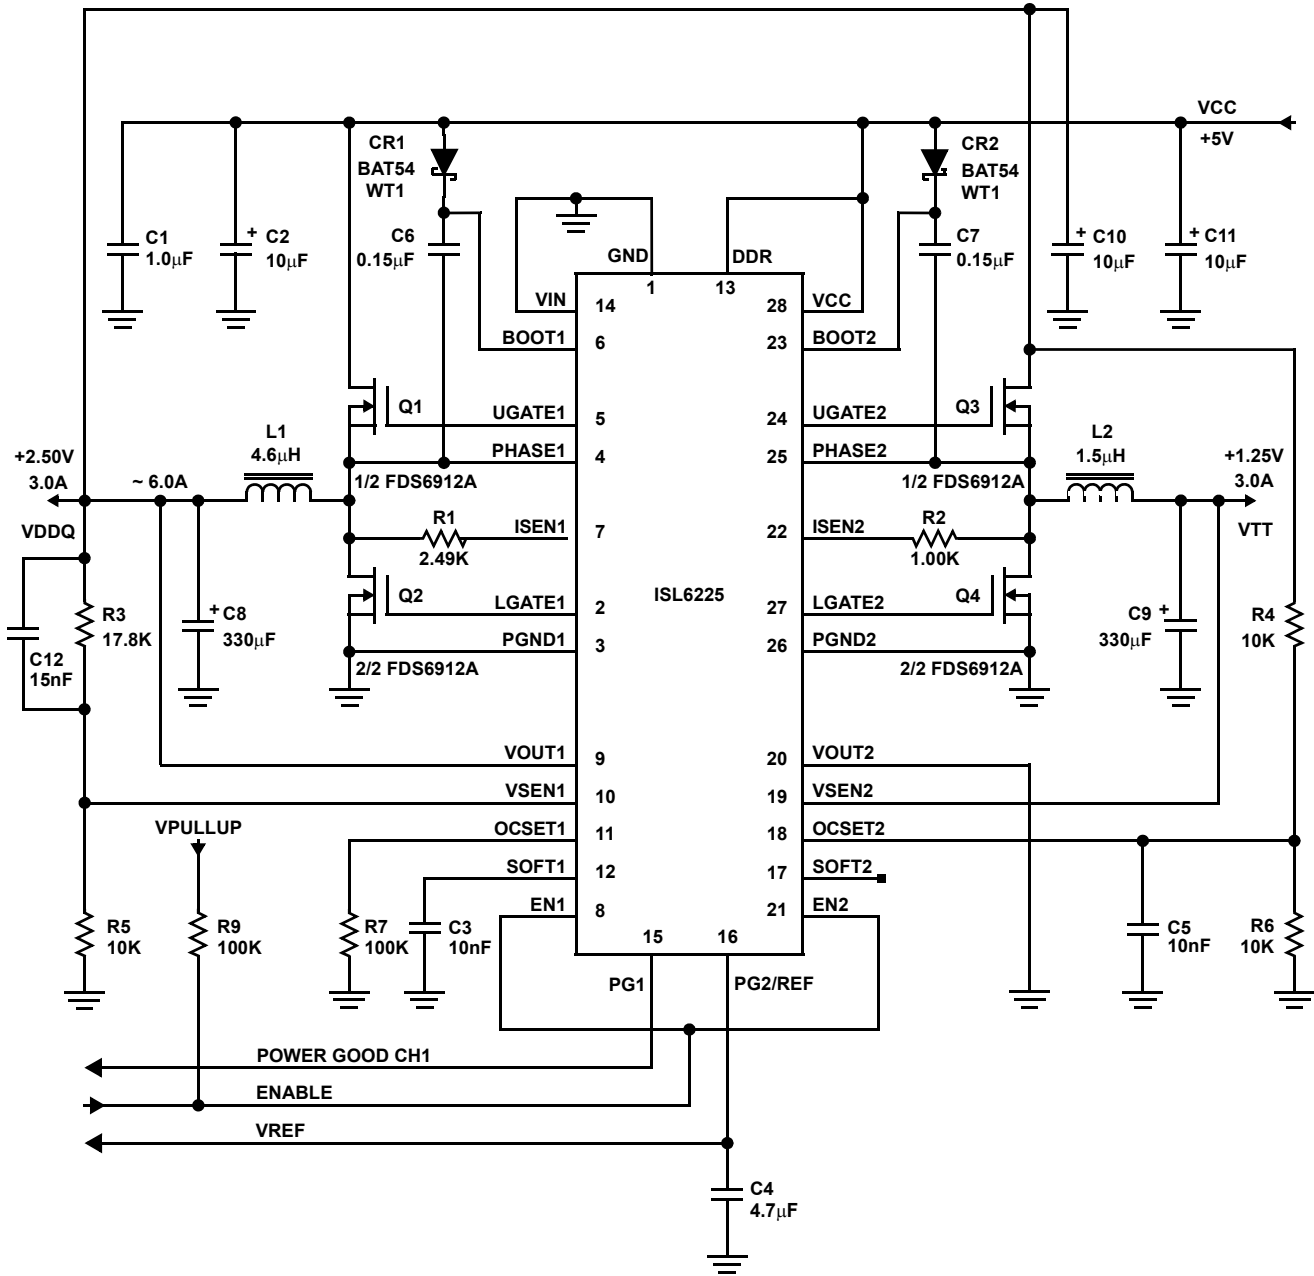 VCC
+5V
CR1
BAT54
WT1
CR2
BAT54
WT1
C1
1.0µF
+ C2
10µF
C6
0.15µF
GND
DDR
C7
0.15µF
+ C10
10µF
+ C11
10µF
1
13
VIN
14
28
VCC
BOOT1
6
23
BOOT2
Q1
UGATE1
5
24
UGATE2
Q3
L1
4.6µH
PHASE1
4
25
PHASE2
L2
1.5µH
+2.50V
3.0A
~ 6.0A
1/2 FDS6912A
1/2 FDS6912A
+1.25V
3.0A
VDDQ
R1
2.49K
ISEN1
7
22
ISEN2
R2
1.00K
VTT
ISL6225
R3
17.8K
+ C8
330µF
Q2
LGATE1
2
27
LGATE2
Q4
C9 +
330µF
R4
10K
C12
15nF
PGND1
3
26
PGND2
2/2 FDS6912A
2/2 FDS6912A
VOUT1
9
20
VOUT2
VSEN1
10
19
VSEN2
VPULLUP
OCSET1
11
18
OCSET2
SOFT1
12
17
SOFT2
EN1
8
21
EN2
R5
10K
R9
100K
R7
100K
C3
10nF
15
16
C5
10nF
R6
10K
PG1
PG2/REF
POWER GOOD CH1
ENABLE
VREF
C4
4.7µF